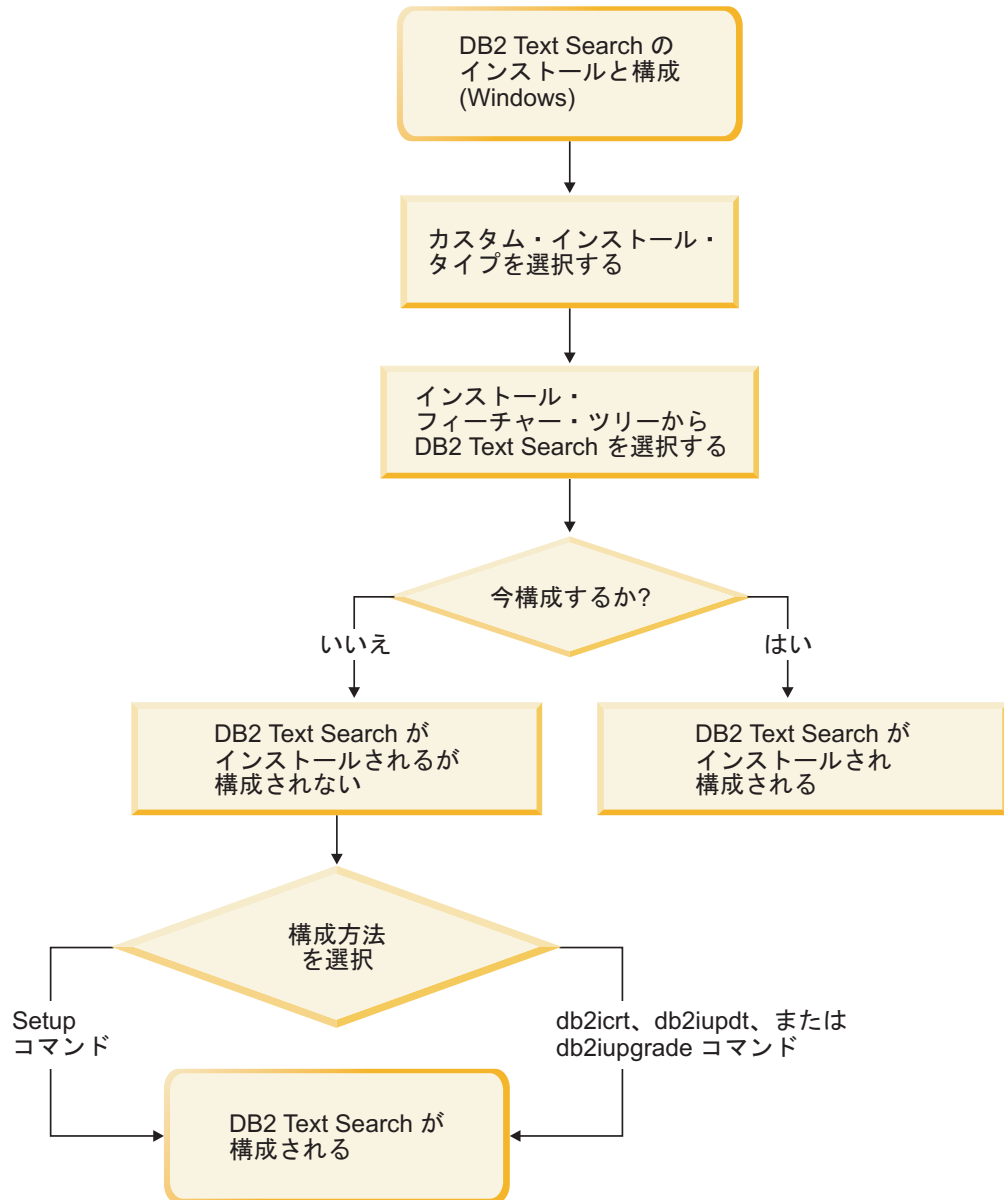 DB2 Text Search の
インストールと構成
(Windows)
カスタム・インストール・
タイプを選択する
インストール・
フィーチャー・ツリーから
DB2 Text Search を選択する
今構成するか?
いいえ
はい
DB2 Text Search が
インストールされるが
構成されない
DB2 Text Search が
インストールされ
構成される
構成方法
を選択
Setup
コマンド
db2icrt、db2iupdt、または
db2iupgrade コマンド
DB2 Text Search が
構成される